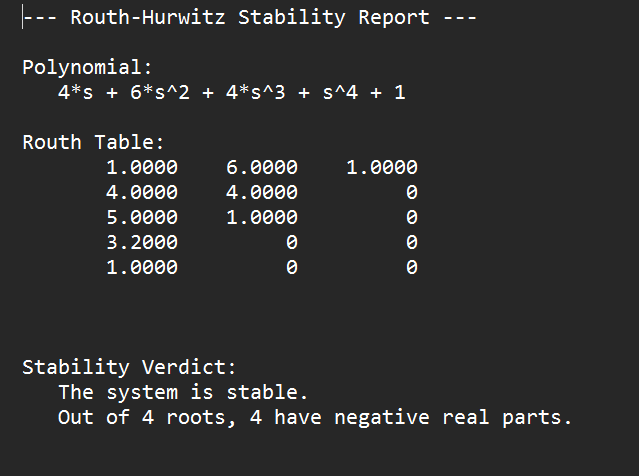 --- Routh-Hurwitz Stability Report ---
Polynomial:
4*s + 6*s^2 + 4*s^3 + s^4 + 1
Routh Table:
1.0000 6.0000 1.0000
4.0000 4.0000 0
5.0000 1.0000 0
3.2000 0 0
1.0000 0 0
Stability Verdict:
The system is stable.
Out of 4 roots, 4 have negative real parts.